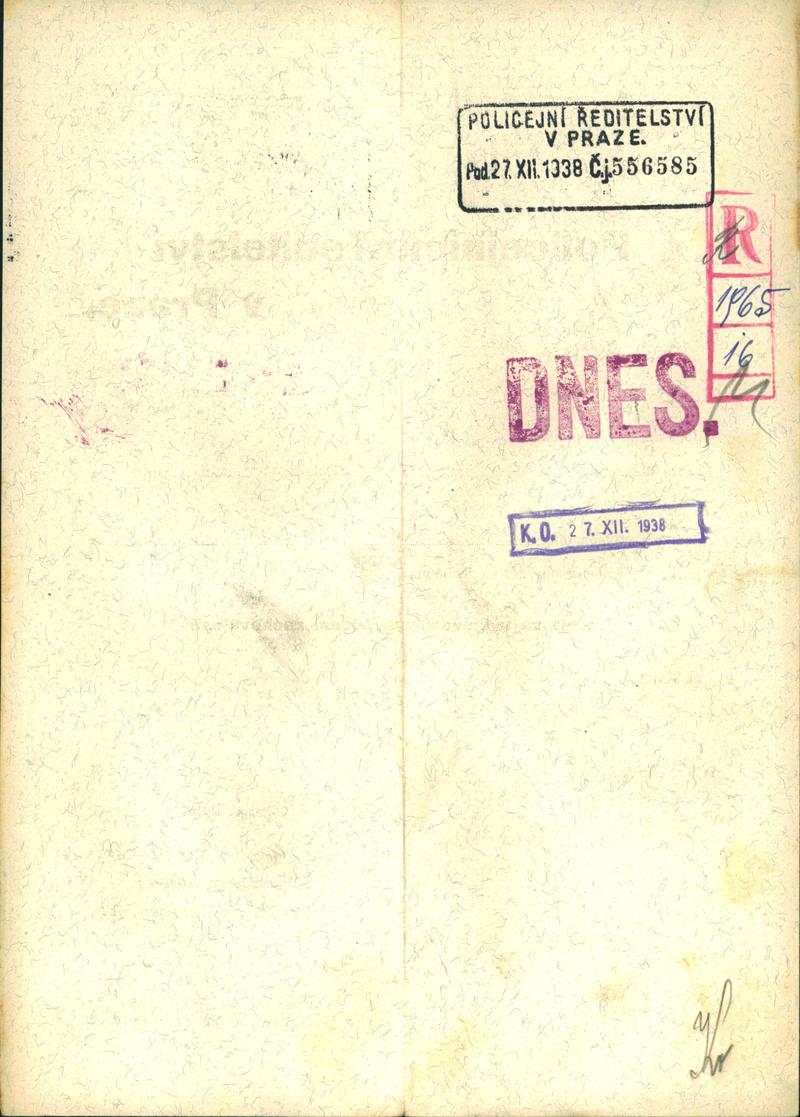 POLICEJNÍ ŘEDITELSTVÍ
V PRAZE.
Pod. 27. XII. 1938 Č.j. 556585
R
K
1965
16
DNES.
K. O. 27. XII. 1938